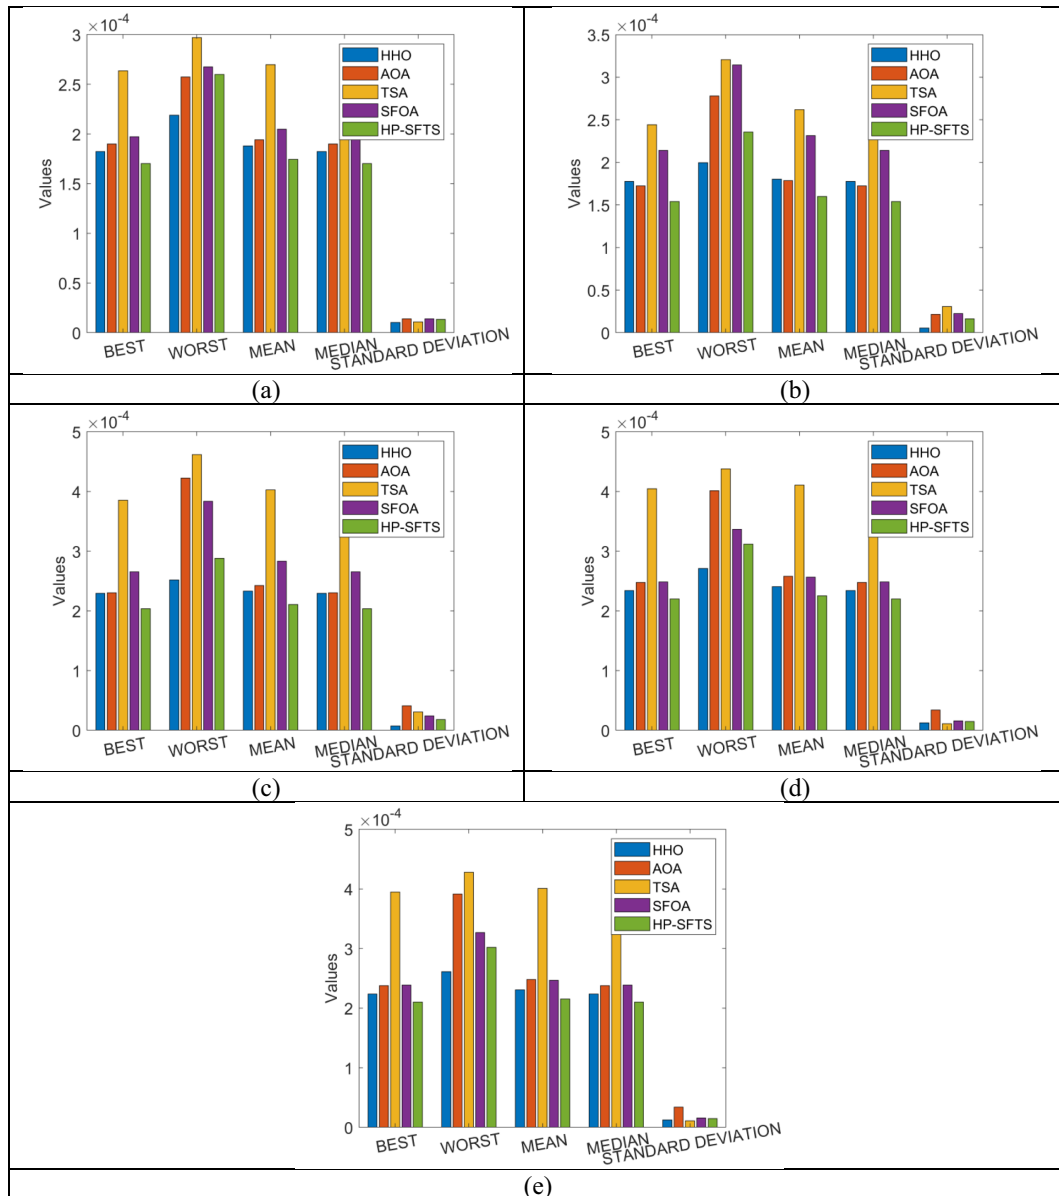 ×10^-4
3
2.5
2
1.5
1
0.5
0
Values
HHO
AOA
TSA
SFOA
HP-SFTS
BEST
WORST
MEAN
MEDIAN
STANDARD DEVIATION
(a)
×10^-4
3.5
3
2.5
2
1.5
1
0.5
0
Values
HHO
AOA
TSA
SFOA
HP-SFTS
BEST
WORST
MEAN
MEDIAN
STANDARD DEVIATION
(b)
×10^-4
5
4
3
2
1
0
Values
HHO
AOA
TSA
SFOA
HP-SFTS
BEST
WORST
MEAN
MEDIAN
STANDARD DEVIATION
(c)
×10^-4
5
4
3
2
1
0
Values
HHO
AOA
TSA
SFOA
HP-SFTS
BEST
WORST
MEAN
MEDIAN
STANDARD DEVIATION
(d)
×10^-4
5
4
3
2
1
0
Values
HHO
AOA
TSA
SFOA
HP-SFTS
BEST
WORST
MEAN
MEDIAN
STANDARD DEVIATION
(e)